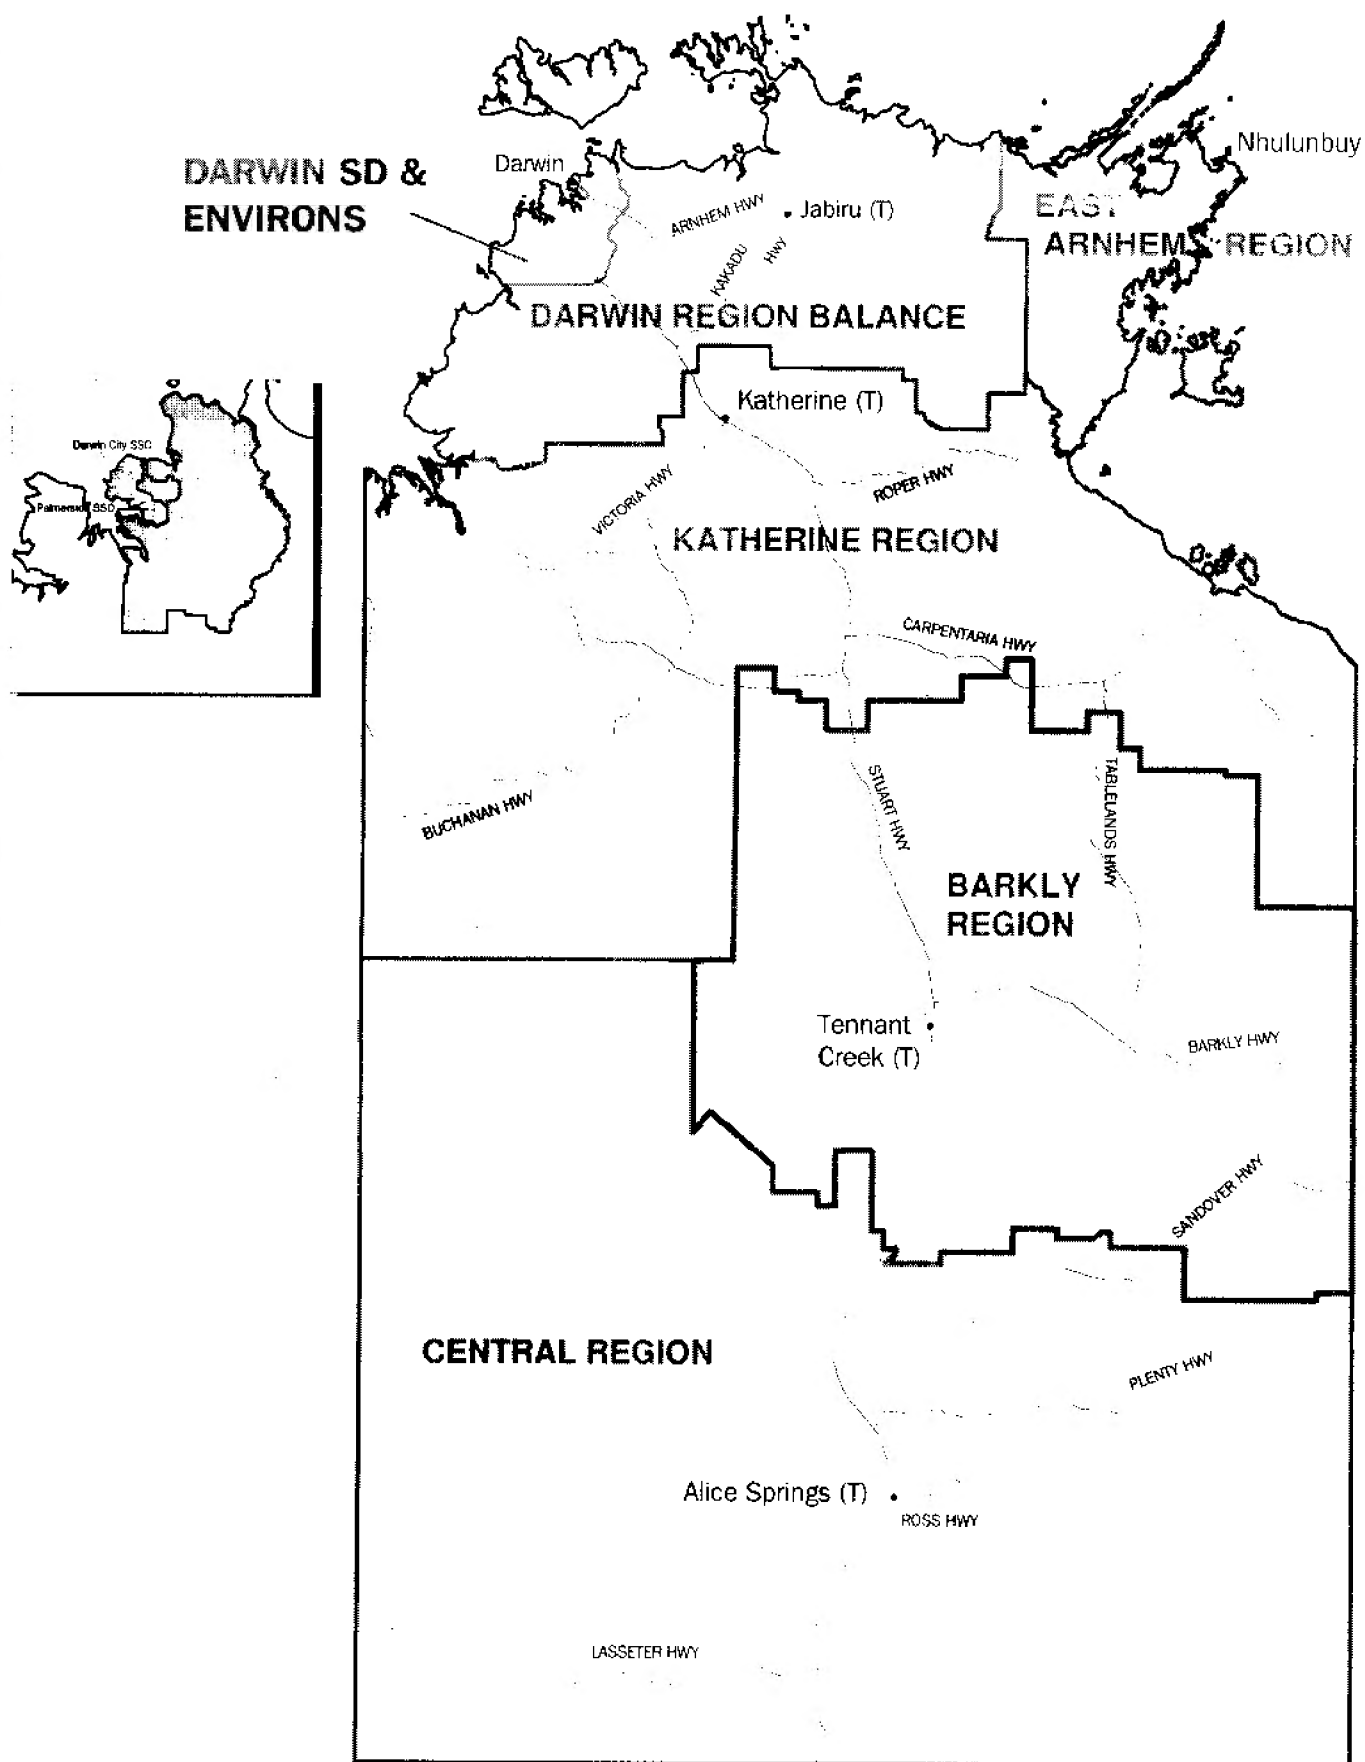 Nhulunbuy
Darwin
DARWIN SD &
ENVIRONS
ARNHEM HWY
Jabiru (T)
EAST
ARNHEM REGION
KAKADU
HWY
DARWIN REGION BALANCE
Katherine (T)
Darwin City SSD
Palmerston SSD
VICTORIA HWY
ROPER HWY
KATHERINE REGION
CARPENTARIA HWY
BUCHANAN HWY
STUART HWY
TABLELANDS HWY
BARKLY
REGION
Tennant
Creek (T)
BARKLY HWY
SANDOVER HWY
CENTRAL REGION
PLENTY HWY
Alice Springs (T)
ROSS HWY
LASSETER HWY